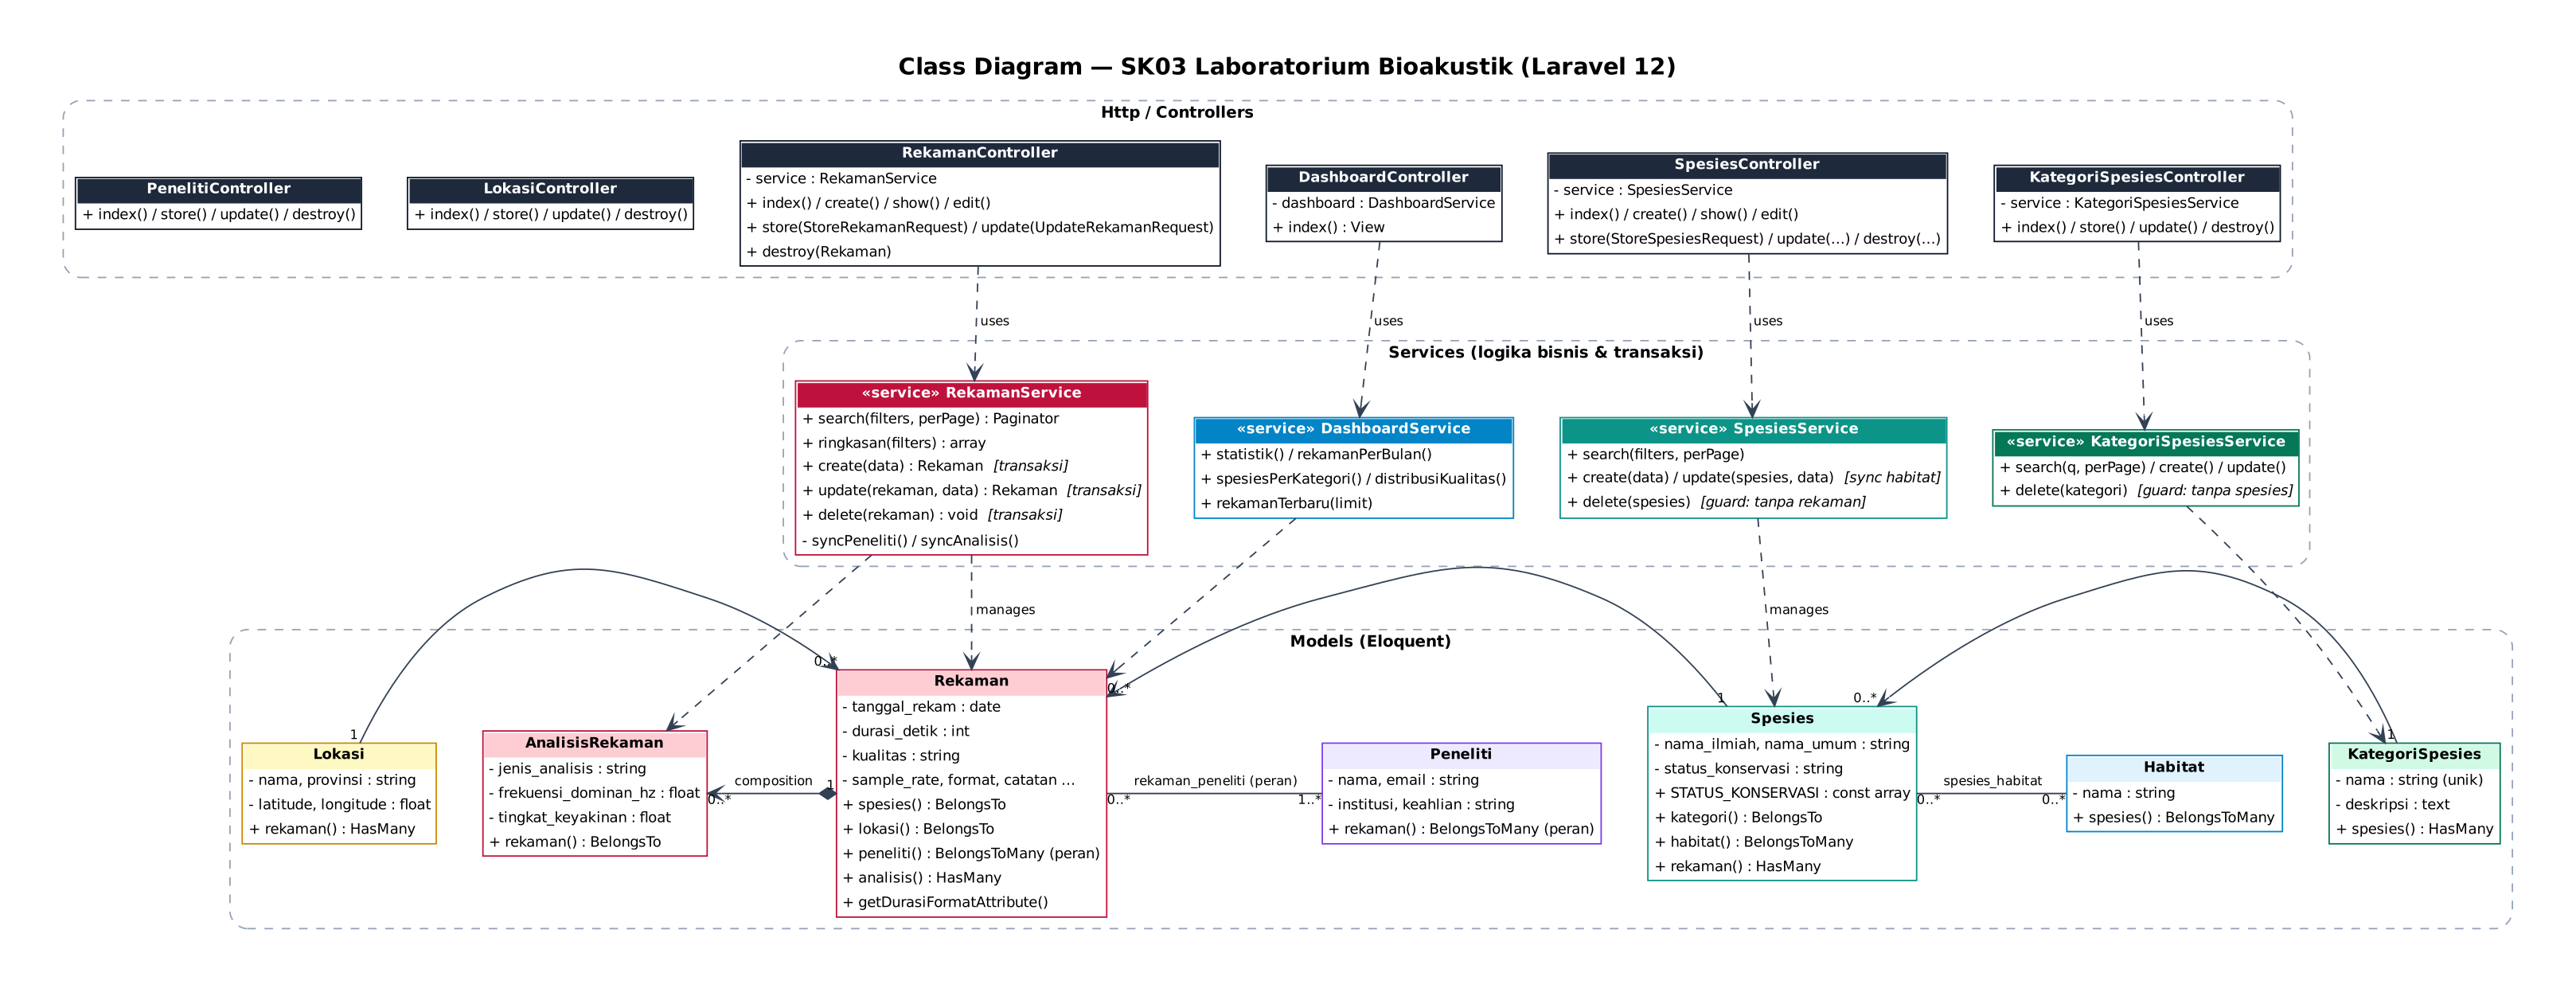 Class Diagram — SK03 Laboratorium Bioakustik (Laravel 12)
Http / Controllers
PenelitiController
+ index() / store() / update() / destroy()
LokasiController
+ index() / store() / update() / destroy()
RekamanController
- service : RekamanService
+ index() / create() / show() / edit()
+ store(StoreRekamanRequest) / update(UpdateRekamanRequest)
+ destroy(Rekaman)
DashboardController
- dashboard : DashboardService
+ index() : View
SpesiesController
- service : SpesiesService
+ index() / create() / show() / edit()
+ store(StoreSpesiesRequest) / update(...) / destroy(...)
KategoriSpesiesController
- service : KategoriSpesiesService
+ index() / store() / update() / destroy()
uses
uses
uses
uses
Services (logika bisnis & transaksi)
«service» RekamanService
+ search(filters, perPage) : Paginator
+ ringkasan(filters) : array
+ create(data) : Rekaman [transaksi]
+ update(rekaman, data) : Rekaman [transaksi]
+ delete(rekaman) : void [transaksi]
- syncPeneliti() / syncAnalisis()
«service» DashboardService
+ statistik() / rekamanPerBulan()
+ spesiesPerKategori() / distribusiKualitas()
+ rekamanTerbaru(limit)
«service» SpesiesService
+ search(filters, perPage)
+ create(data) / update(spesies, data) [sync habitat]
+ delete(spesies) [guard: tanpa rekaman]
«service» KategoriSpesiesService
+ search(q, perPage) / create() / update()
+ delete(kategori) [guard: tanpa spesies]
manages
manages
Models (Eloquent)
1
0..*
Lokasi
- nama, provinsi : string
- latitude, longitude : float
+ rekaman() : HasMany
AnalisisRekaman
- jenis_analisis : string
- frekuensi_dominan_hz : float
- tingkat_keyakinan : float
+ rekaman() : BelongsTo
composition
0..*
1
Rekaman
- tanggal_rekam : date
- durasi_detik : int
- kualitas : string
- sample_rate, format, catatan ...
+ spesies() : BelongsTo
+ lokasi() : BelongsTo
+ peneliti() : BelongsToMany (peran)
+ analisis() : HasMany
+ getDurasiFormatAttribute()
0..*
1
rekaman_peneliti (peran)
0..*
1..*
Peneliti
- nama, email : string
- institusi, keahlian : string
+ rekaman() : BelongsToMany (peran)
0..*
1
Spesies
- nama_ilmiah, nama_umum : string
- status_konservasi : string
+ STATUS_KONSERVASI : const array
+ kategori() : BelongsTo
+ habitat() : BelongsToMany
+ rekaman() : HasMany
spesies_habitat
0..*
0..*
Habitat
- nama : string
+ spesies() : BelongsToMany
KategoriSpesies
- nama : string (unik)
- deskripsi : text
+ spesies() : HasMany